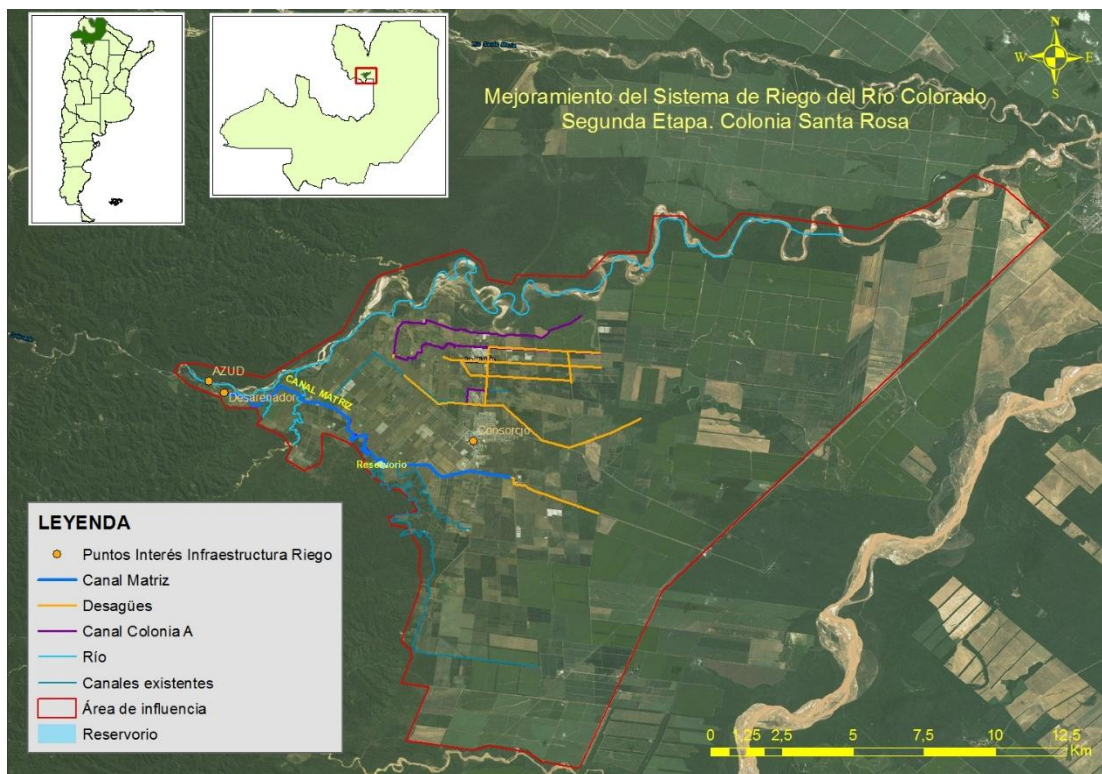 N
W E
S
Mejoramiento del Sistema de Riego del Río Colorado
Segunda Etapa. Colonia Santa Rosa
AZUD
Desarenador
CANAL MATRIZ
Consorcio
Reservorio
LEYENDA
Puntos Interés Infraestructura Riego
Canal Matriz
Desagües
Canal Colonia A
Río
Canales existentes
Área de influencia
Reservorio
0 1,25 2,5 5 7,5 10 12,5
Km